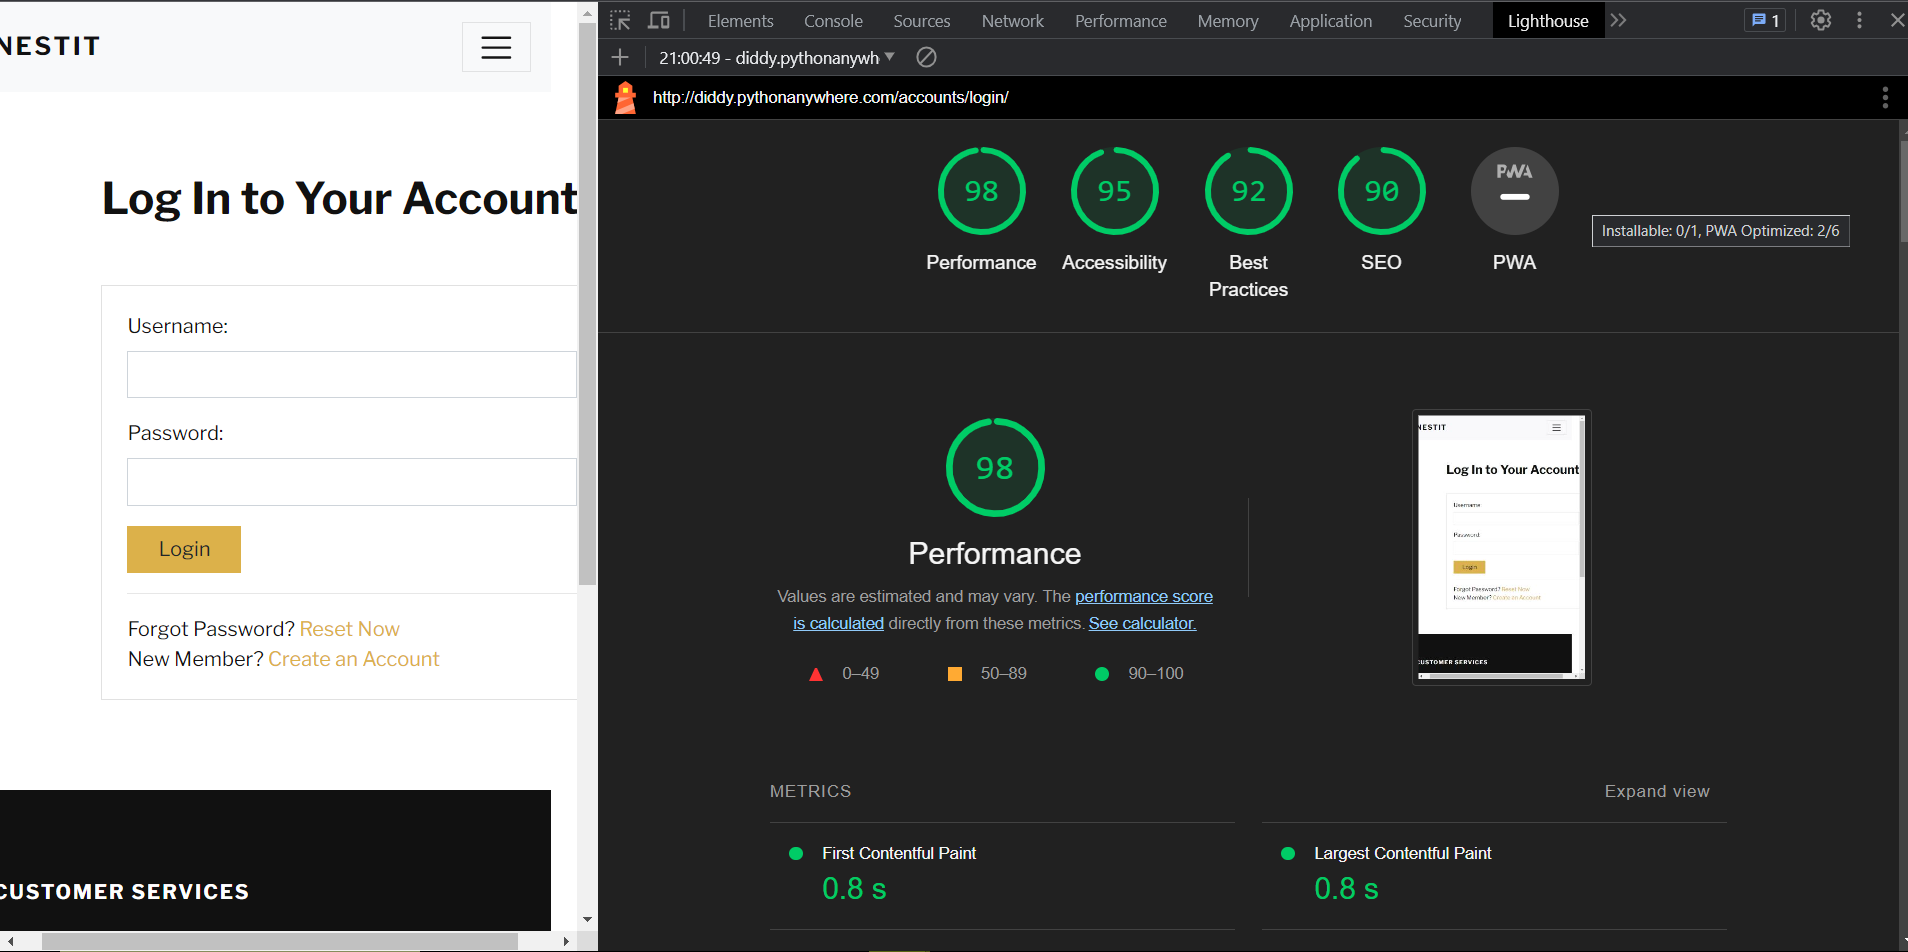 NESTIT
Log In to Your Account
Username:
Password:
Login
Forgot Password? Reset Now
New Member? Create an Account
CUSTOMER SERVICES
Elements Console Sources Network Performance Memory Application Security Lighthouse 1
21:00:49 - diddy.pythonanywh
http://diddy.pythonanywhere.com/accounts/login/
98 95 92 90 PWA
Performance Accessibility Best Practices SEO PWA
Installable: 0/1, PWA Optimized: 2/6
98
Performance
Values are estimated and may vary. The performance score
is calculated directly from these metrics. See calculator.
0–49 50–89 90–100
NESTIT
Log In to Your Account
Username
Password
Login
Forgot Password? Reset Now
New Member? Create an Account
CUSTOMER SERVICES
METRICS Expand view
First Contentful Paint
0.8 s
Largest Contentful Paint
0.8 s